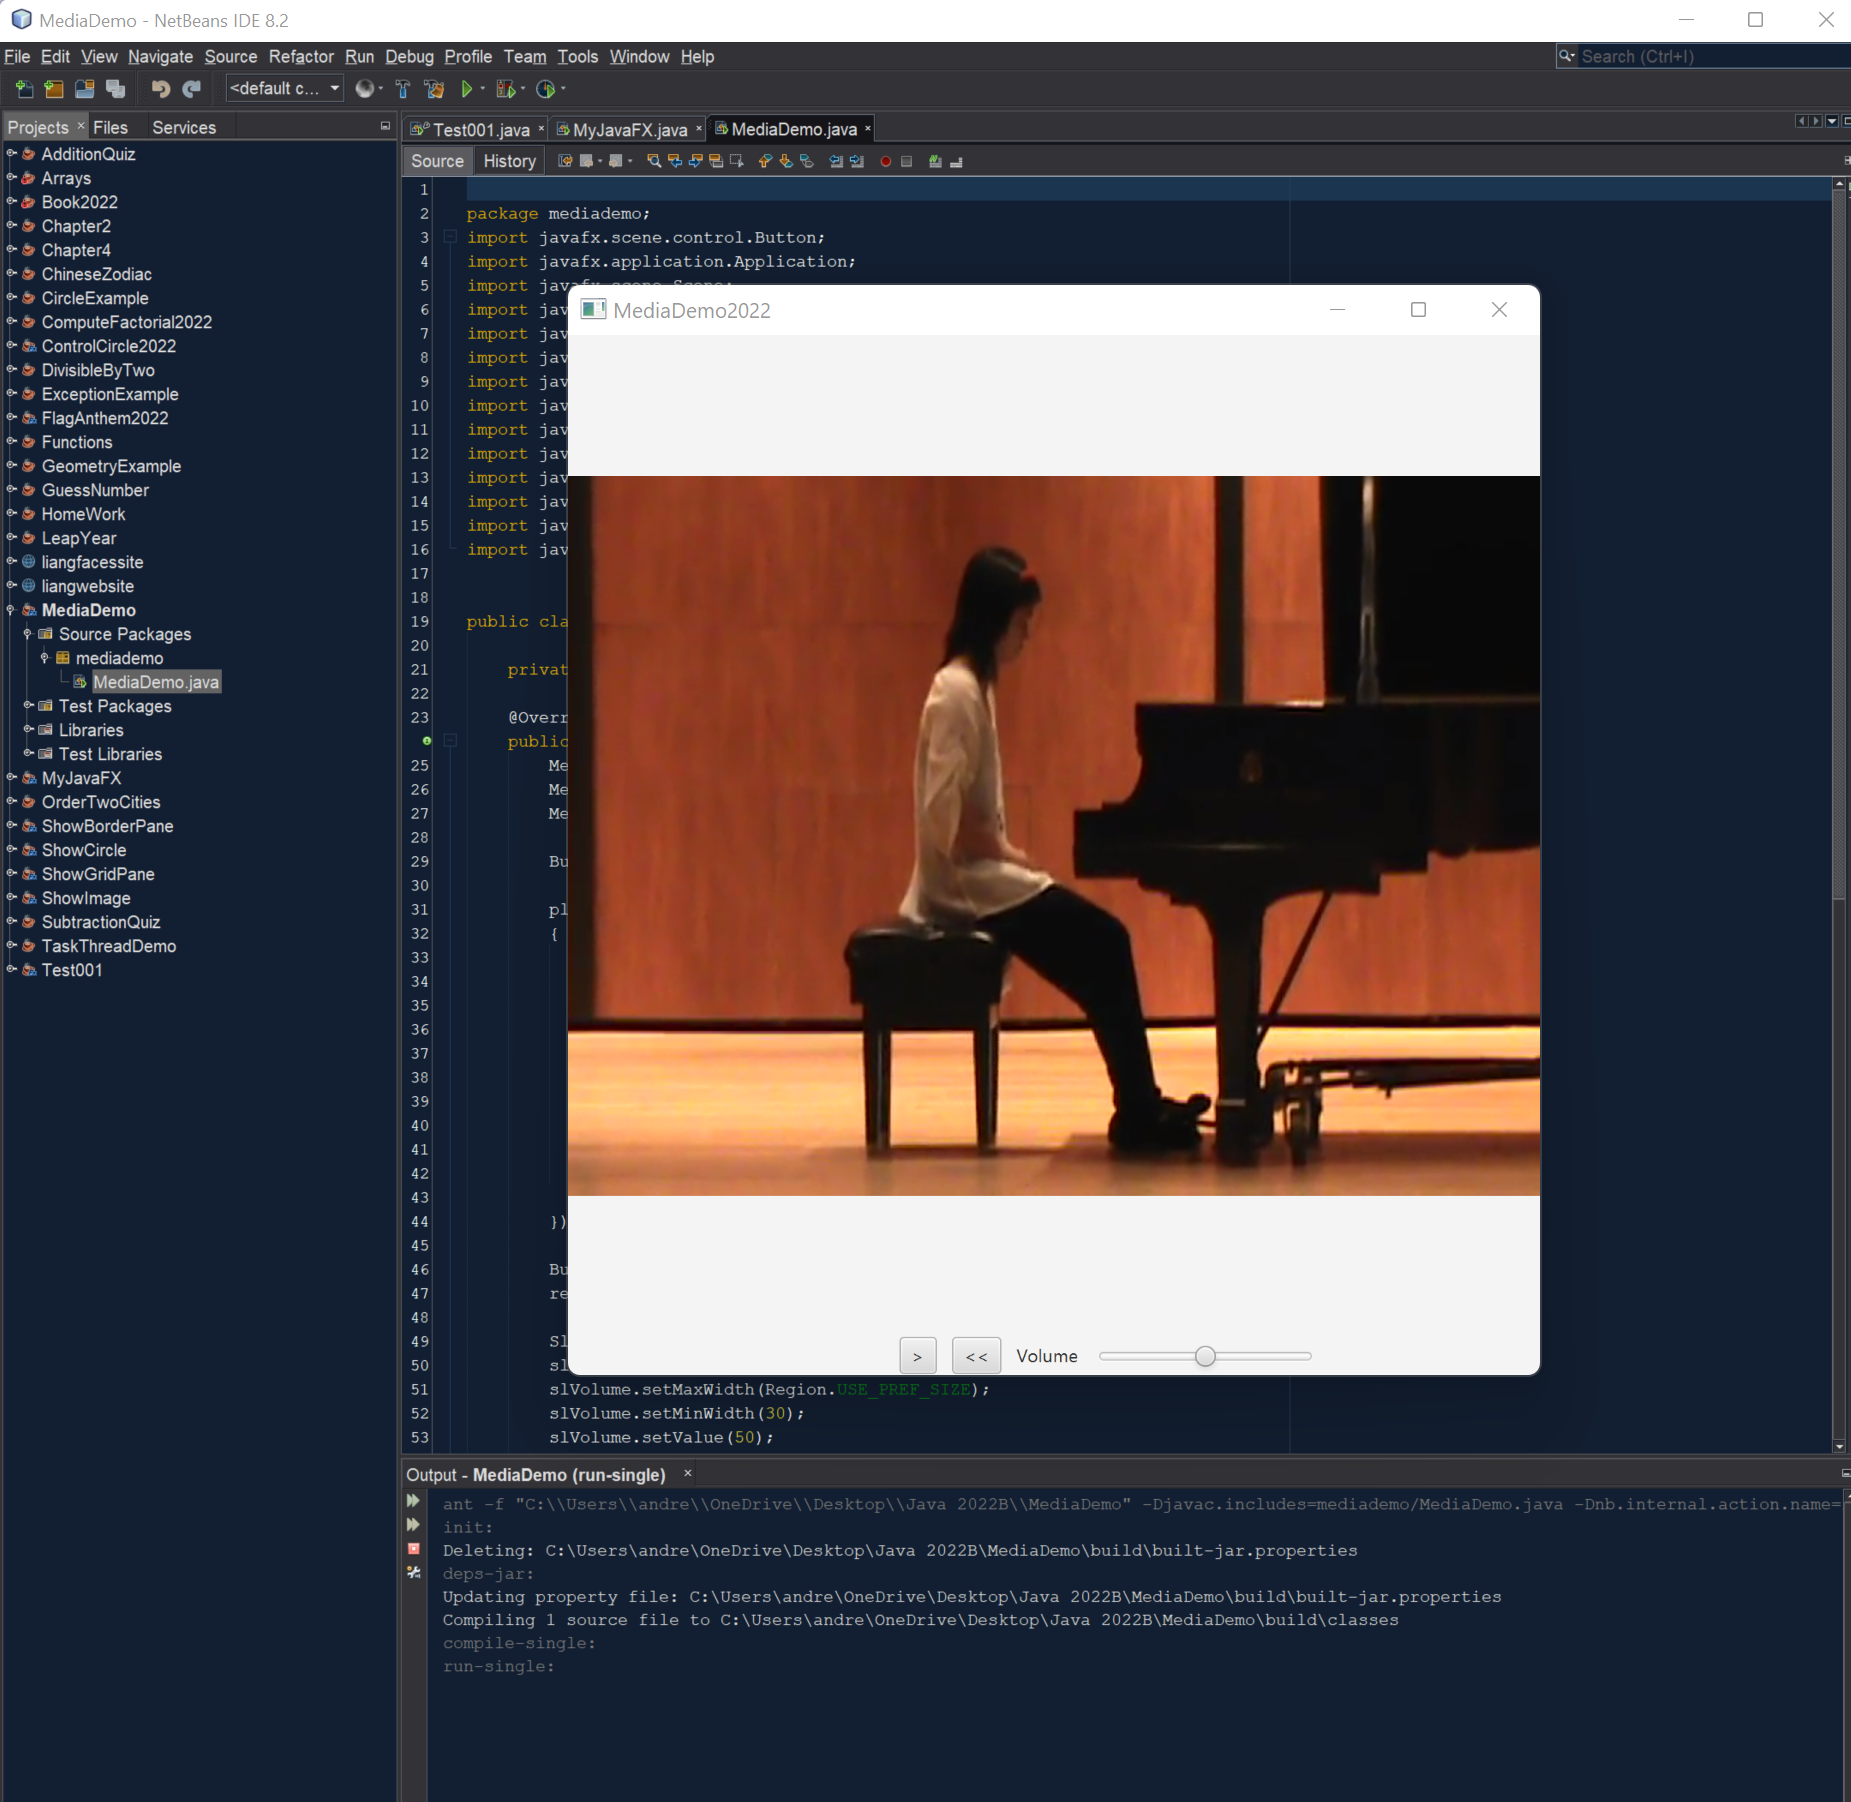 MediaDemo - NetBeans IDE 8.2
File Edit View Navigate Source Refactor Run Debug Profile Team Tools Window Help
Search (Ctrl+I)
<default c...
Projects Files Services
AdditionQuiz
Arrays
Book2022
Chapter2
Chapter4
ChineseZodiac
CircleExample
ComputeFactorial2022
ControlCircle2022
DivisibleByTwo
ExceptionExample
FlagAnthem2022
Functions
GeometryExample
GuessNumber
HomeWork
LeapYear
liangfacessite
liangwebsite
MediaDemo
Source Packages
mediademo
MediaDemo.java
Test Packages
Libraries
Test Libraries
MyJavaFX
OrderTwoCities
ShowBorderPane
ShowCircle
ShowGridPane
ShowImage
SubtractionQuiz
TaskThreadDemo
Test001
Test001.java MyJavaFX.java MediaDemo.java
Source History
1
2 package mediademo;
3 import javafx.scene.control.Button;
4 import javafx.application.Application;
5 import javafx.scene.Scene;
6 import jav
7 import jav
8 import jav
9 import jav
10 import jav
11 import jav
12 import jav
13 import jav
14 import jav
15 import jav
16 import jav
17
18
19 public cla
20
21 privat
22
23 @Overr
public
25 Me
26 Me
27 Me
28
29 Bu
30
31 pl
32 {
33
34
35
36
37
38
39
40
41
42
43
44 })
45
46 Bu
47 re
48
49 Sl
50 sl
51 slVolume.setMaxWidth(Region.USE_PREF_SIZE);
52 slVolume.setMinWidth(30);
53 slVolume.setValue(50);
MediaDemo2022
> << Volume
Output - MediaDemo (run-single)
ant -f "C:\\Users\\andre\\OneDrive\\Desktop\\Java 2022B\\MediaDemo" -Djavac.includes=mediademo/MediaDemo.java -Dnb.internal.action.name=
init:
Deleting: C:\Users\andre\OneDrive\Desktop\Java 2022B\MediaDemo\build\built-jar.properties
deps-jar:
Updating property file: C:\Users\andre\OneDrive\Desktop\Java 2022B\MediaDemo\build\built-jar.properties
Compiling 1 source file to C:\Users\andre\OneDrive\Desktop\Java 2022B\MediaDemo\build\classes
compile-single:
run-single: